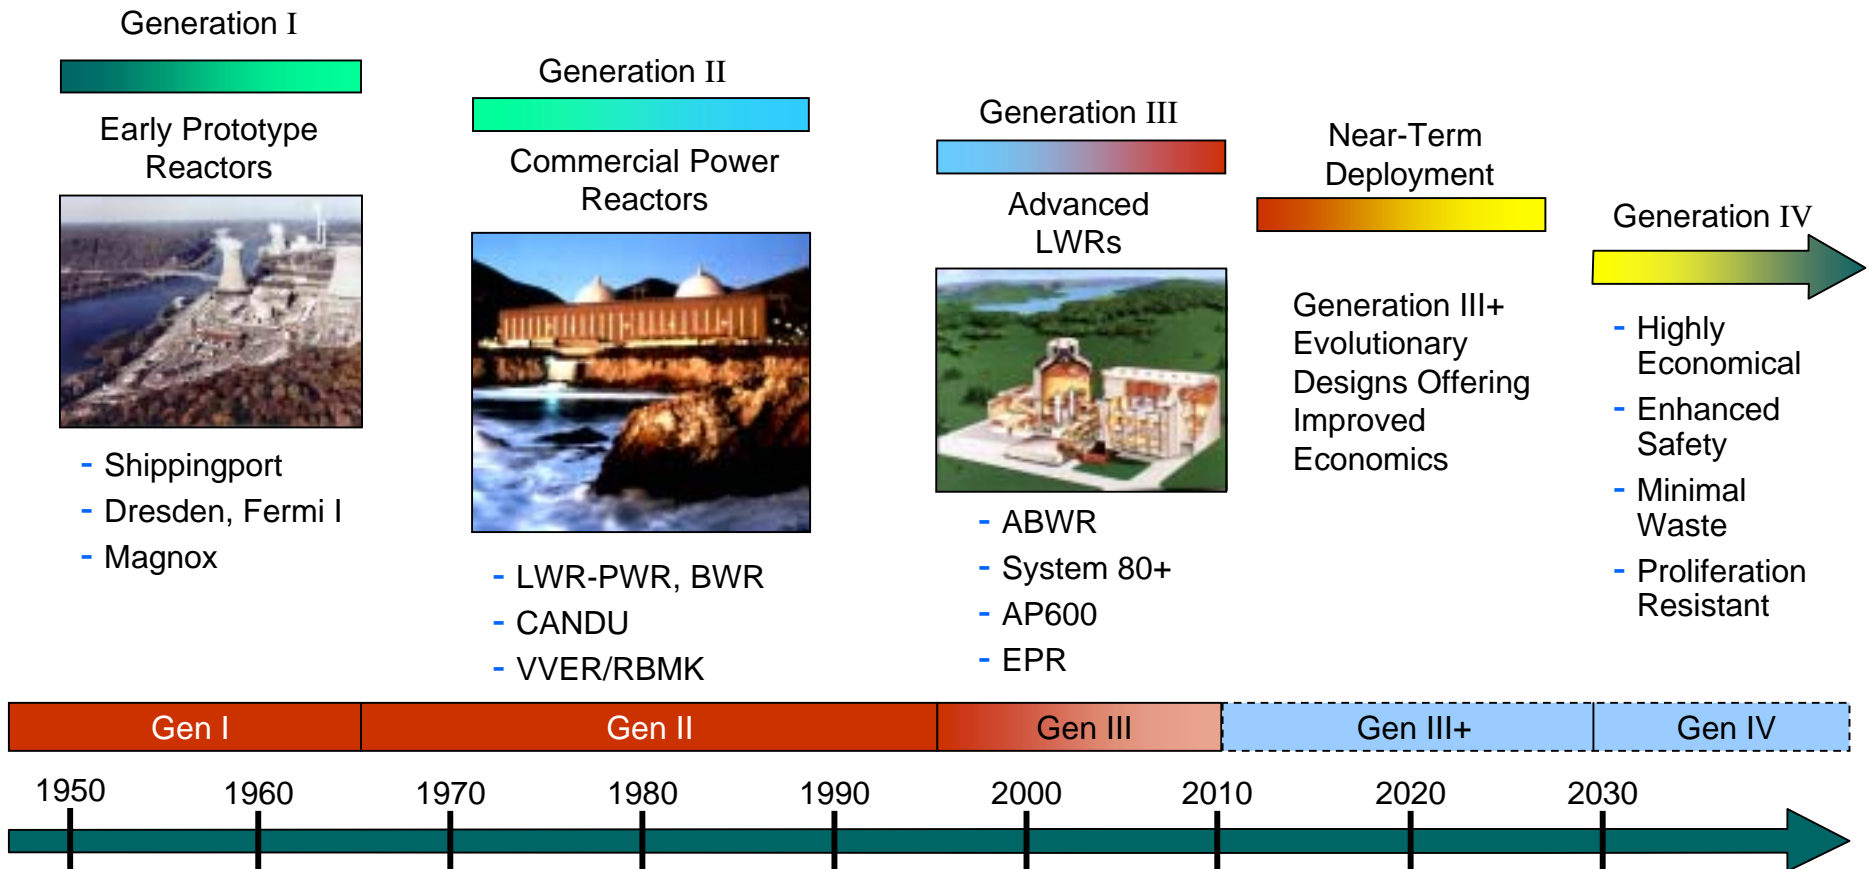 Generation I
Early Prototype
Reactors
- Shippingport
- Dresden, Fermi I
- Magnox
Generation II
Commercial Power
Reactors
- LWR-PWR, BWR
- CANDU
- VVER/RBMK
Generation III
Advanced
LWRs
- ABWR
- System 80+
- AP600
- EPR
Near-Term
Deployment
Generation III+
Evolutionary
Designs Offering
Improved
Economics
Generation IV
- Highly
Economical
- Enhanced
Safety
- Minimal
Waste
- Proliferation
Resistant
Gen I
Gen II
Gen III
Gen III+
Gen IV
1950
1960
1970
1980
1990
2000
2010
2020
2030